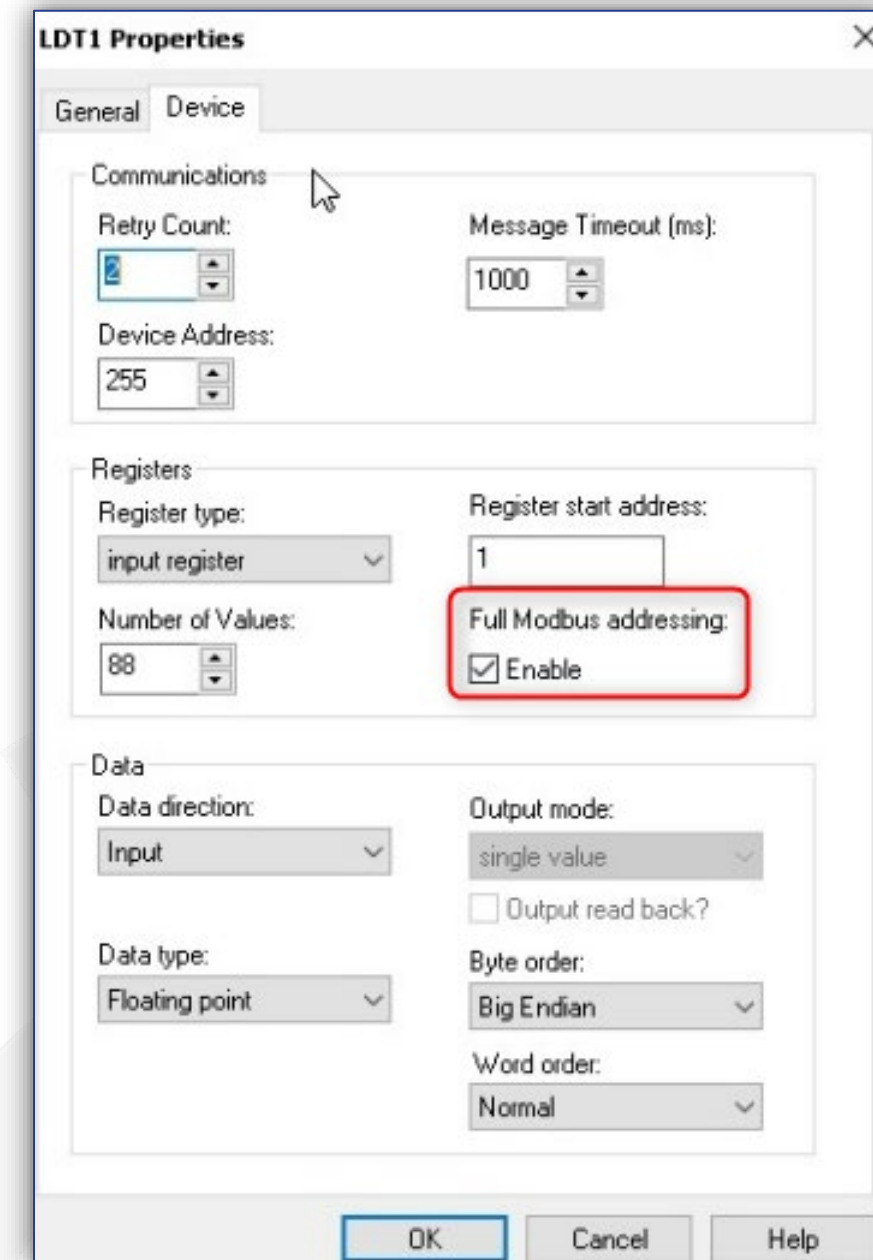 LDT1 Properties
General Device
Communications
Retry Count: Message Timeout (ms):
2 1000
Device Address:
255
Registers
Register type: Register start address:
input register 1
Number of Values: Full Modbus addressing:
88 Enable
Data
Data direction: Output mode:
Input single value
Output read back?
Data type: Byte order:
Floating point Big Endian
Word order:
Normal
OK Cancel Help